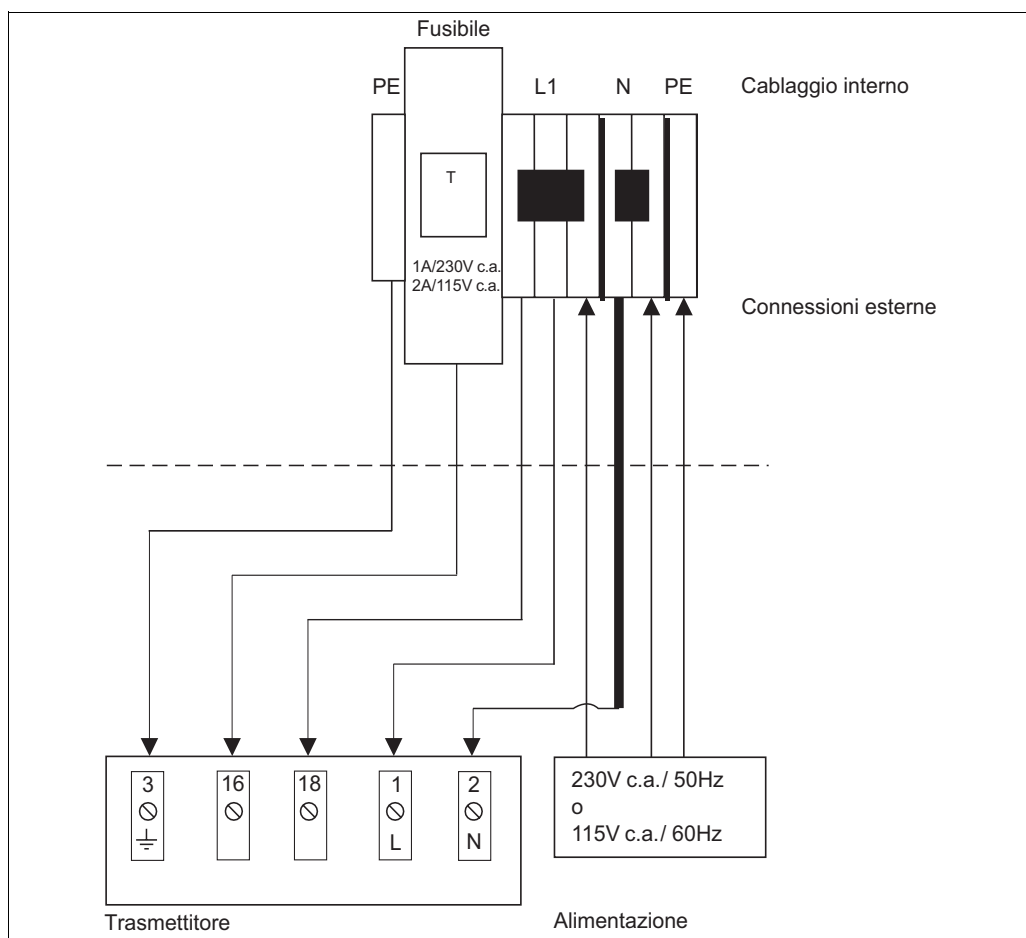 Fusibile
PE L1 N PE Cablaggio interno
T
1A/230V c.a.
2A/115V c.a.
Connessioni esterne
3 16 18 1 2
L N
230V c.a./ 50Hz
o
115V c.a./ 60Hz
Trasmettitore Alimentazione